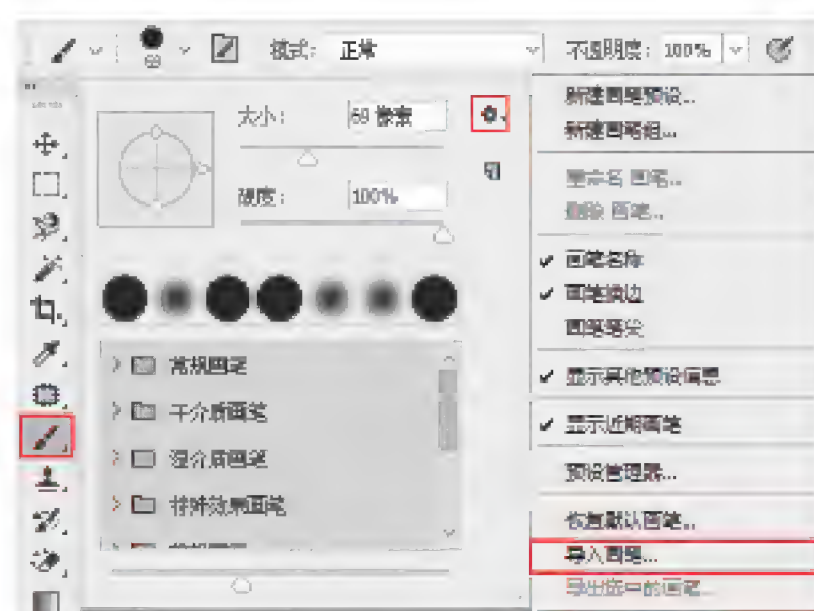 模式： 正常 不透明度： 100%
大小： 69 像素
硬度： 100%
常规画笔
干介质画笔
湿介质画笔
特殊效果画笔
新建画笔预设...
新建画笔组...
重命名 画笔...
删除 画笔...
画笔名称
画笔描边
画笔笔尖
显示其他预设信息
显示近期画笔
预设管理器...
恢复默认画笔...
导入画笔...
导出选中的画笔...